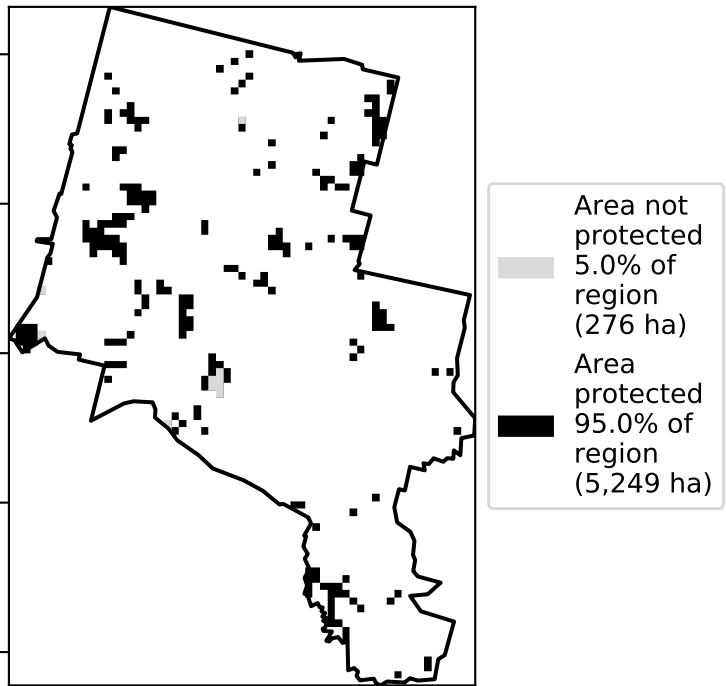 Area not
protected
5.0% of
region
(276 ha)
Area
protected
95.0% of
region
(5,249 ha)